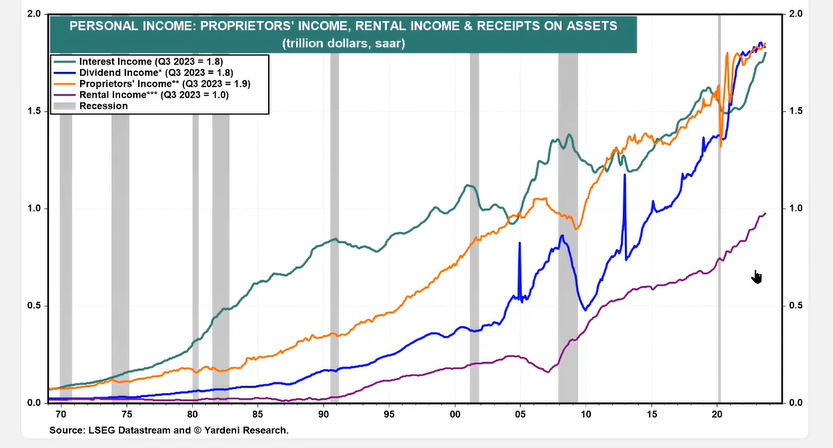 PERSONAL INCOME: PROPRIETORS' INCOME, RENTAL INCOME & RECEIPTS ON ASSETS
(trillion dollars, saar)
Interest Income (Q3 2023 = 1.8)
Dividend Income* (Q3 2023 = 1.8)
Proprietors' Income** (Q3 2023 = 1.9)
Rental Income*** (Q3 2023 = 1.0)
Recession
2.0 2.0
1.5 1.5
1.0 1.0
0.5 0.5
0.0 0.0
70 75 80 85 90 95 00 05 10 15 20
Source: LSEG Datastream and © Yardeni Research.